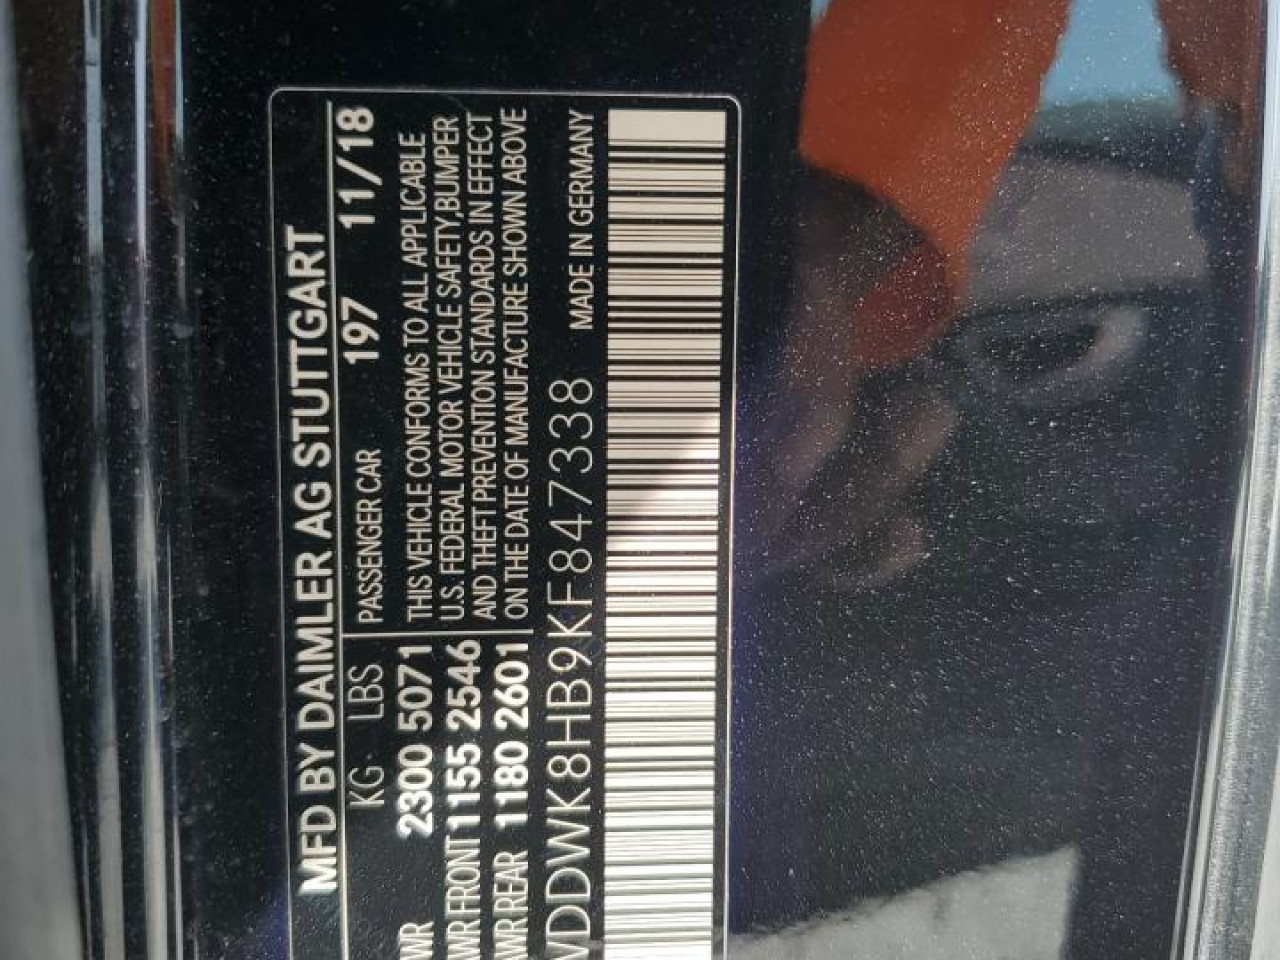 MFD BY DAIMLER AG STUTTGART
KG LBS
PASSENGER CAR 197 11/18
WR 2300 5071
WR FRONT 1155 2546
WR REAR 1180 2601
THIS VEHICLE CONFORMS TO ALL APPLICABLE
U.S. FEDERAL MOTOR VEHICLE SAFETY,BUMPER
AND THEFT PREVENTION STANDARDS IN EFFECT
ON THE DATE OF MANUFACTURE SHOWN ABOVE
DDWK8HB9KF847338 MADE IN GERMANY